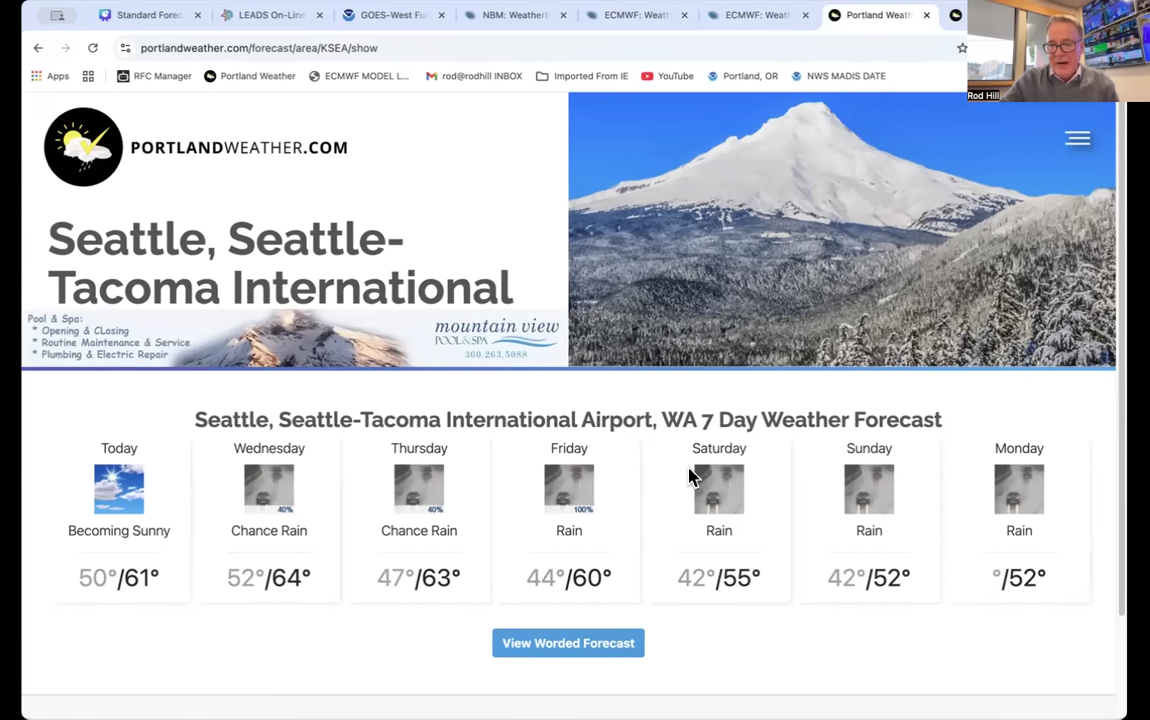 Standard Forec
LEADS On-Line
GOES-West Fu
NBM: Weather
ECMWF: Weath
ECMWF: Weath
Portland Weath
portlandweather.com/forecast/area/KSEA/show
Apps
RFC Manager
Portland Weather
ECMWF MODEL L...
rod@rodhill INBOX
Imported From IE
YouTube
Portland, OR
NWS MADIS DATE
Rod Hill
PORTLANDWEATHER.COM
Seattle, Seattle-
Tacoma International
Pool & Spa:
* Opening & CLosing
* Routine Maintenance & Service
* Plumbing & Electric Repair
mountain view
POOL & SPA
360.263.5088
Seattle, Seattle-Tacoma International Airport, WA 7 Day Weather Forecast
Today Wednesday Thursday Friday Saturday Sunday Monday
40% 40% 100%
Becoming Sunny Chance Rain Chance Rain Rain Rain Rain Rain
50°/61° 52°/64° 47°/63° 44°/60° 42°/55° 42°/52° °/52°
View Worded Forecast